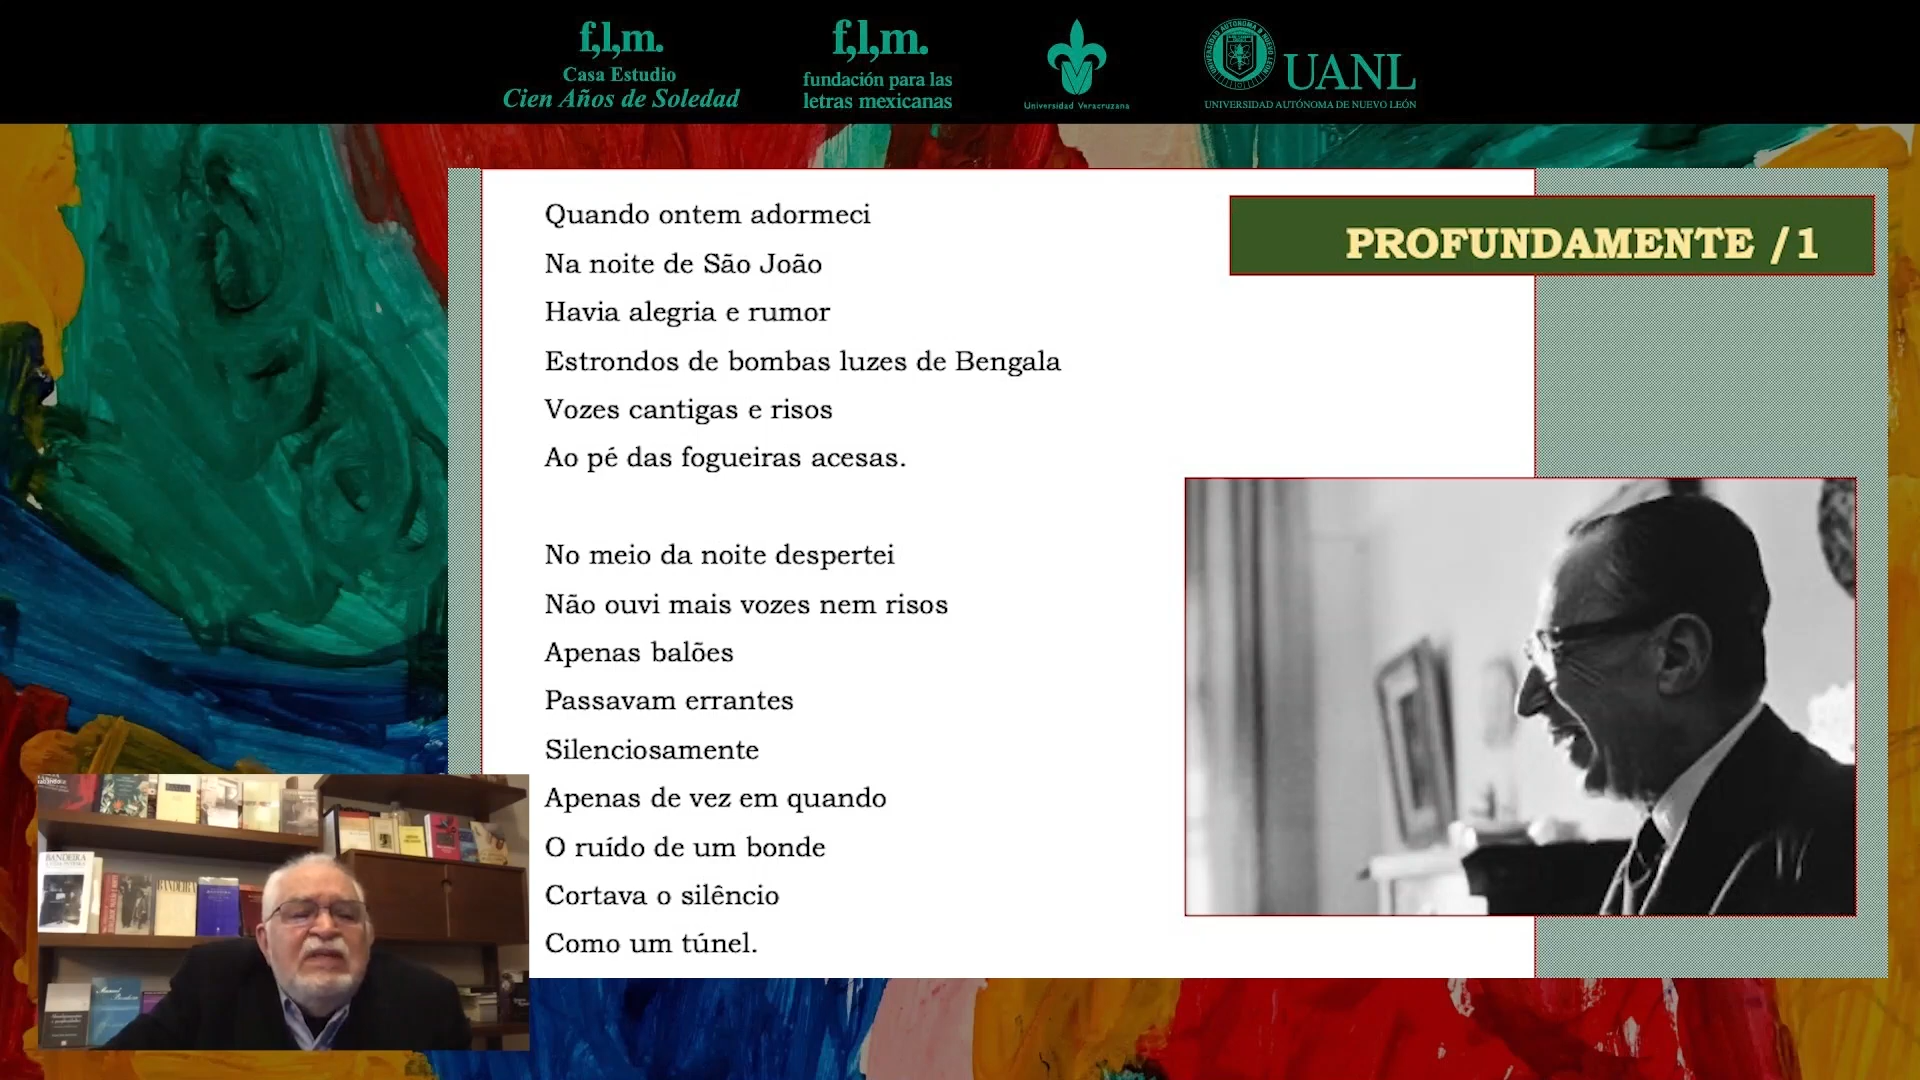 f,l,m.
Casa Estudio
Cien Años de Soledad
f,l,m.
fundación para las
letras mexicanas
Universidad Veracruzana
UANL
UNIVERSIDAD AUTÓNOMA DE NUEVO LEÓN
PROFUNDAMENTE /1
Quando ontem adormeci
Na noite de São João
Havia alegria e rumor
Estrondos de bombas luzes de Bengala
Vozes cantigas e risos
Ao pé das fogueiras acesas.
No meio da noite despertei
Não ouvi mais vozes nem risos
Apenas balões
Passavam errantes
Silenciosamente
Apenas de vez em quando
O ruído de um bonde
Cortava o silêncio
Como um túnel.
BANDEIRA
BANDEIRA